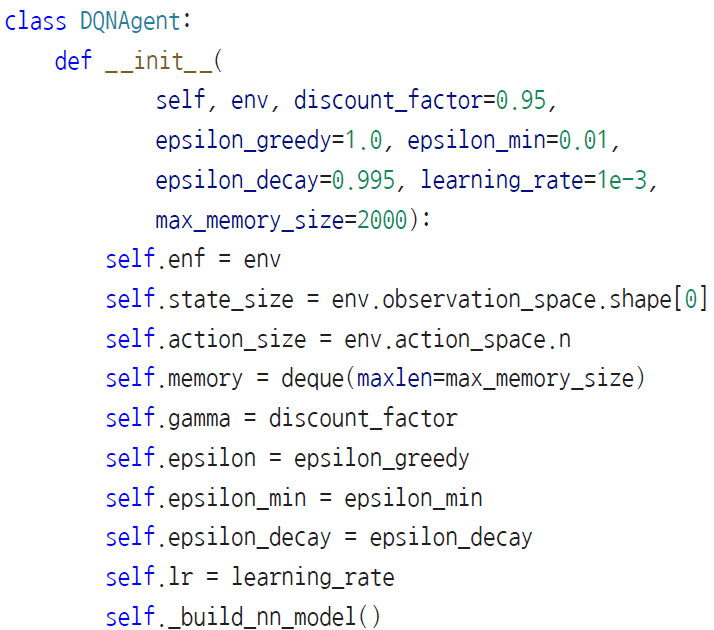 class DQNAgent:
    def __init__(
            self, env, discount_factor=0.95,
            epsilon_greedy=1.0, epsilon_min=0.01,
            epsilon_decay=0.995, learning_rate=1e-3,
            max_memory_size=2000):
        self.enf = env
        self.state_size = env.observation_space.shape[0]
        self.action_size = env.action_space.n
        self.memory = deque(maxlen=max_memory_size)
        self.gamma = discount_factor
        self.epsilon = epsilon_greedy
        self.epsilon_min = epsilon_min
        self.epsilon_decay = epsilon_decay
        self.lr = learning_rate
        self._build_nn_model()